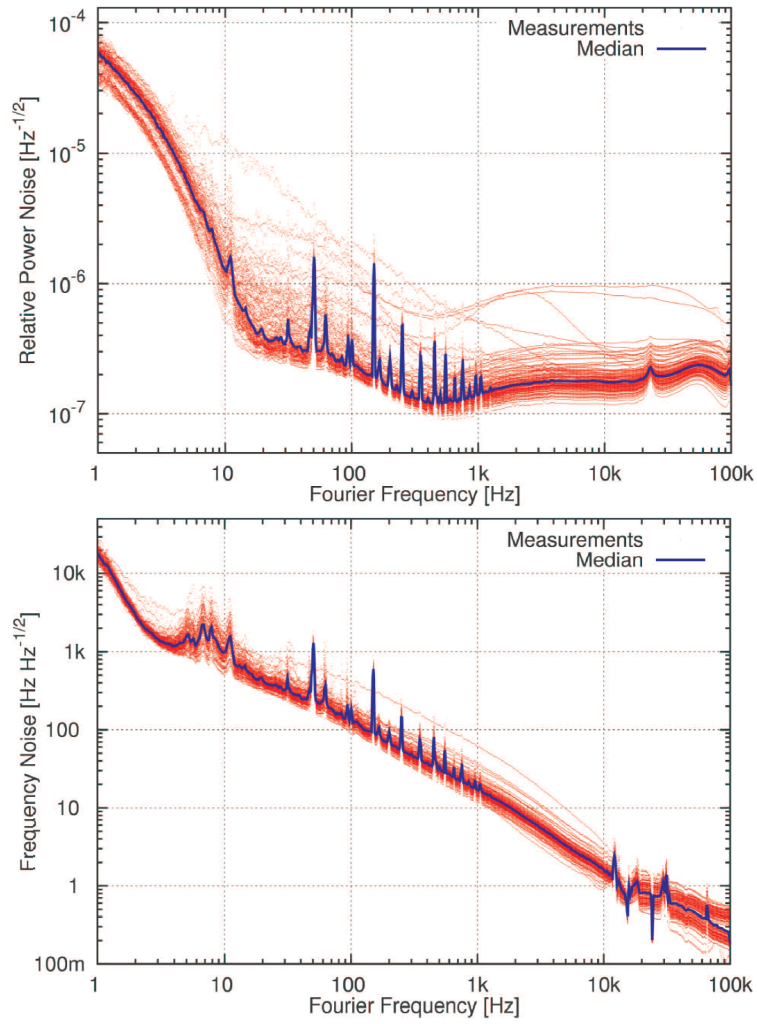 10⁻⁴
Measurements
Median
10⁻⁵
10⁻⁶
10⁻⁷
Relative Power Noise [Hz⁻¹/²]
1 10 100 1k 10k 100k
Fourier Frequency [Hz]
Measurements
Median
10k
1k
100
10
1
100m
Frequency Noise [Hz Hz⁻¹/²]
1 10 100 1k 10k 100k
Fourier Frequency [Hz]